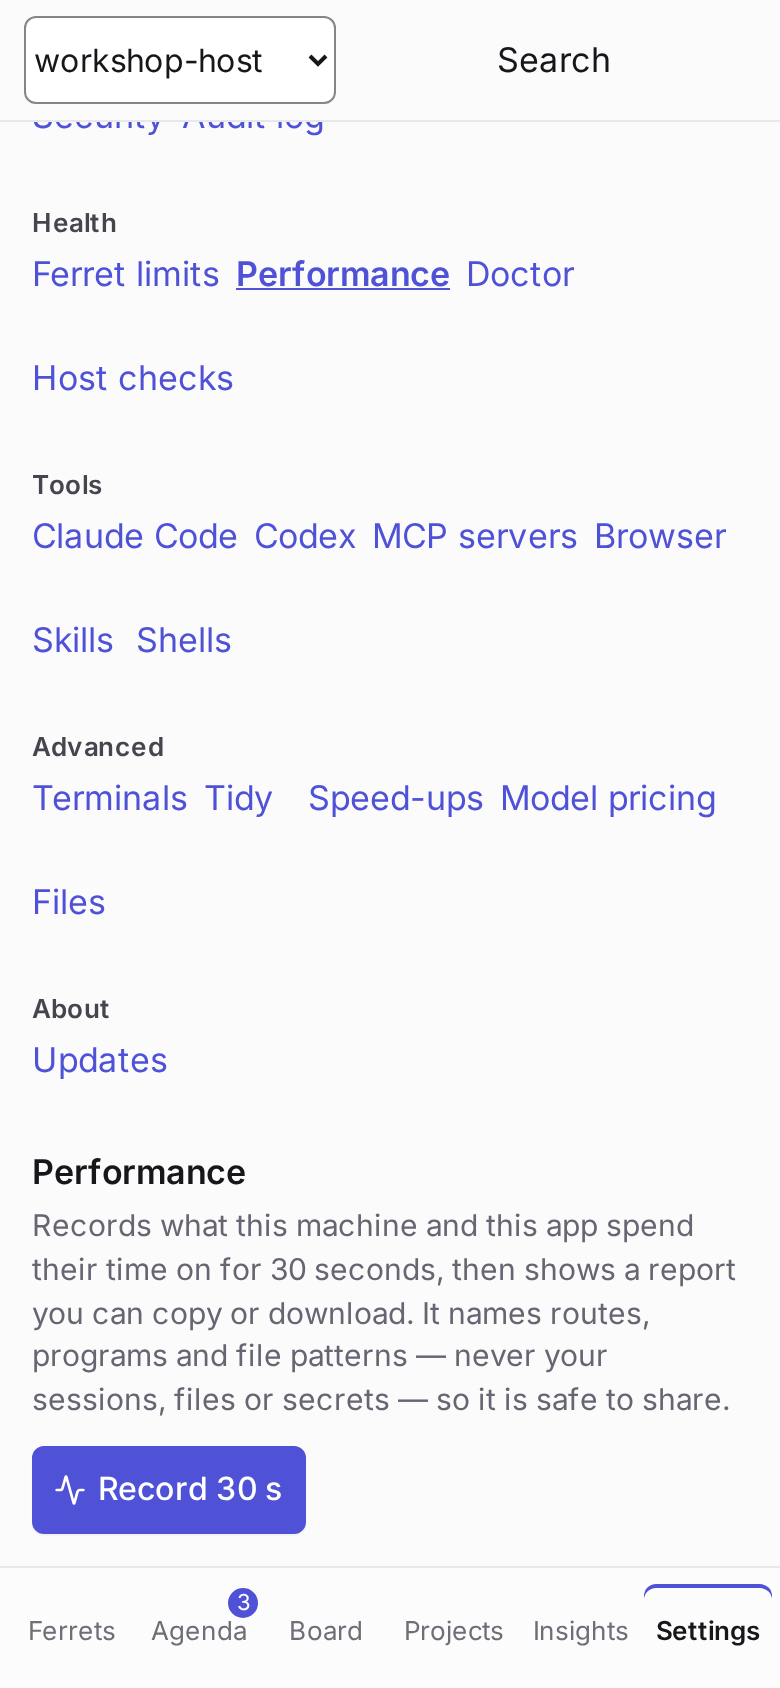 workshop-host
Search
Security Audit log
Health
Ferret limits Performance Doctor
Host checks
Tools
Claude Code Codex MCP servers Browser
Skills Shells
Advanced
Terminals Tidy Speed-ups Model pricing
Files
About
Updates
Performance
Records what this machine and this app spend
their time on for 30 seconds, then shows a report
you can copy or download. It names routes,
programs and file patterns — never your
sessions, files or secrets — so it is safe to share.
Record 30 s
3
Ferrets Agenda Board Projects Insights Settings